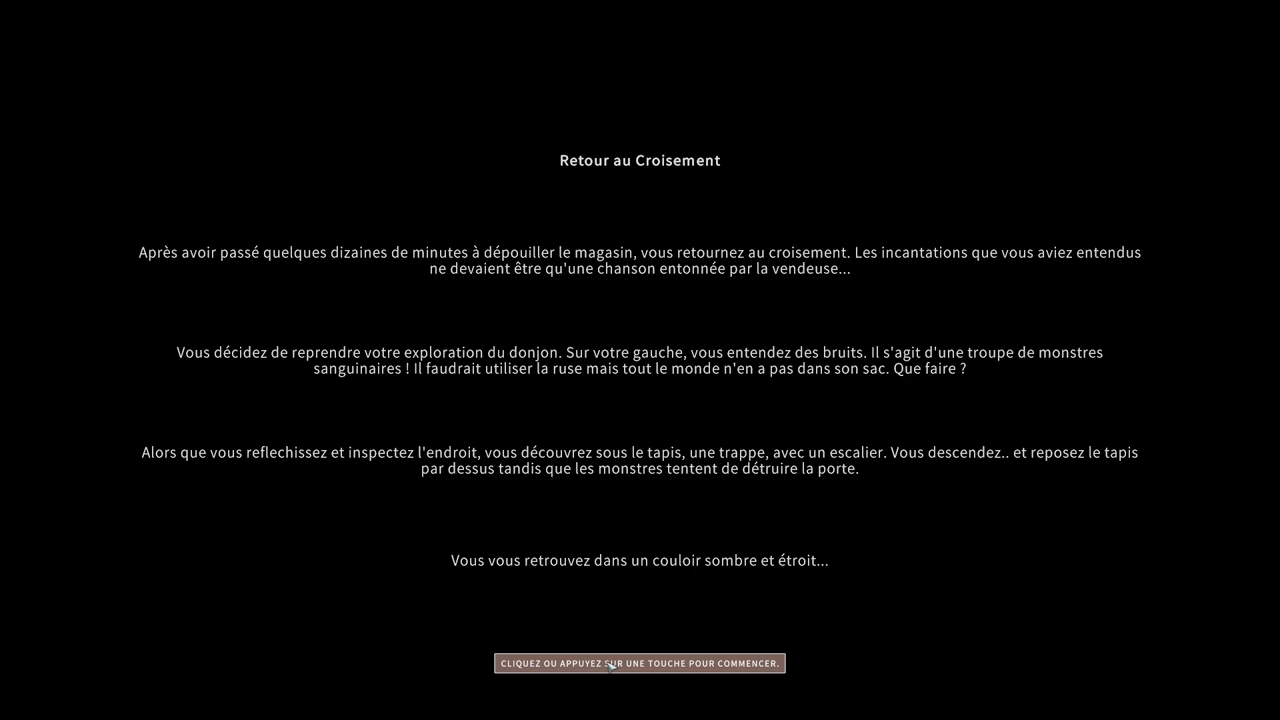 Retour au Croisement
Après avoir passé quelques dizaines de minutes à dépouiller le magasin, vous retournez au croisement. Les incantations que vous aviez entendus
ne devaient être qu'une chanson entonnée par la vendeuse...
Vous décidez de reprendre votre exploration du donjon. Sur votre gauche, vous entendez des bruits. Il s'agit d'une troupe de monstres
sanguinaires ! Il faudrait utiliser la ruse mais tout le monde n'en a pas dans son sac. Que faire ?
Alors que vous reflechissez et inspectez l'endroit, vous découvrez sous le tapis, une trappe, avec un escalier. Vous descendez.. et reposez le tapis
par dessus tandis que les monstres tentent de détruire la porte.
Vous vous retrouvez dans un couloir sombre et étroit...
CLIQUEZ OU APPUYEZ SUR UNE TOUCHE POUR COMMENCER.